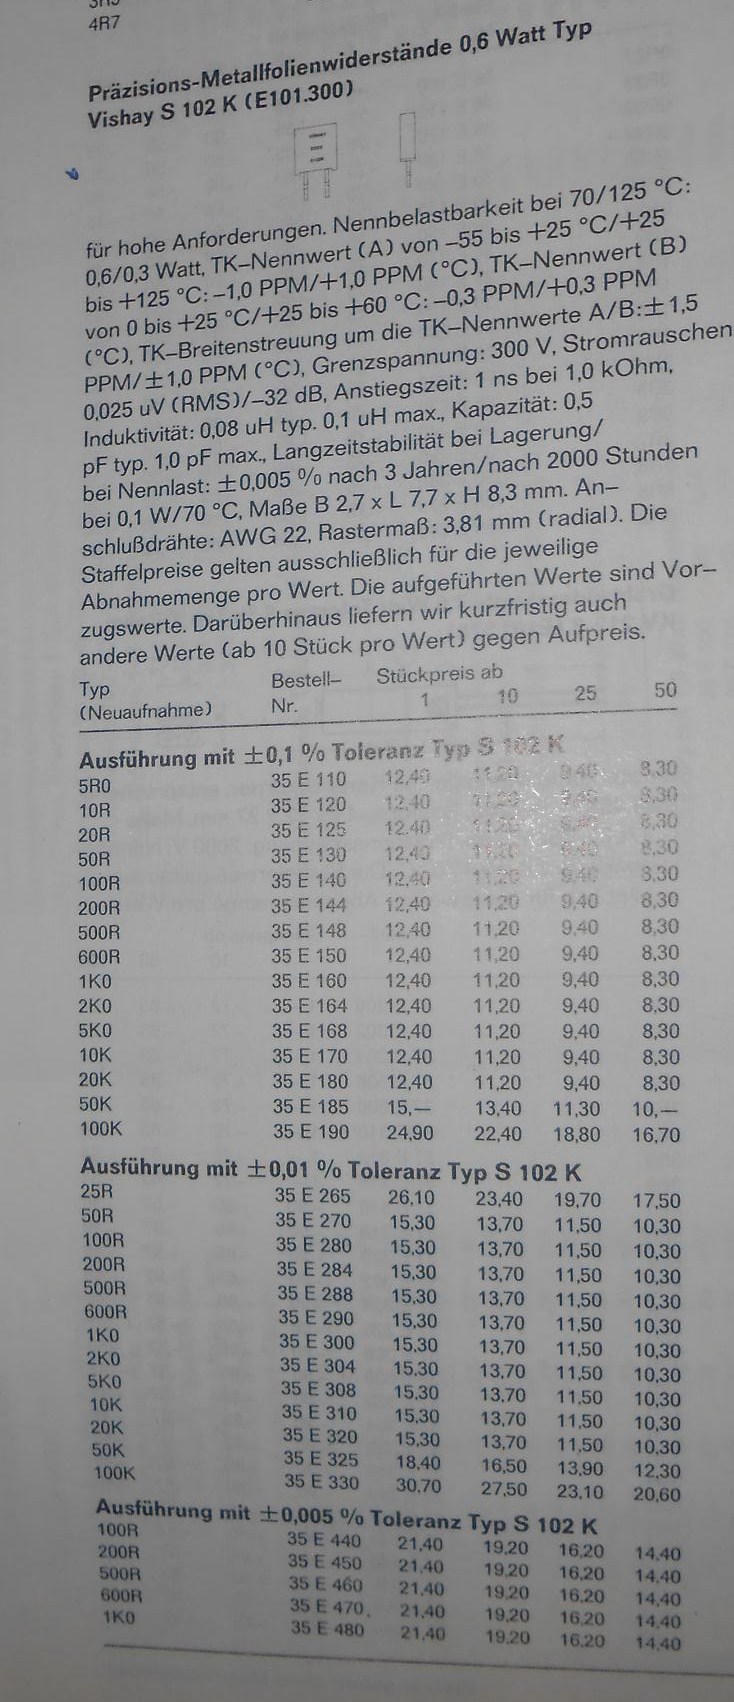 4R7
Präzisions-Metallfolienwiderstände 0,6 Watt Typ
Vishay S 102 K (E101.300)
für hohe Anforderungen. Nennbelastbarkeit bei 70/125 °C:
0,6/0,3 Watt, TK–Nennwert (A) von –55 bis +25 °C/+25
bis +125 °C: –1,0 PPM/+1,0 PPM (°C), TK–Nennwert (B)
von 0 bis +25 °C/+25 bis +60 °C: –0,3 PPM/+0,3 PPM
(°C), TK–Breitenstreuung um die TK–Nennwerte A/B: ±1,5
PPM/±1,0 PPM (°C), Grenzspannung: 300 V, Stromrauschen
0,025 uV (RMS)/–32 dB, Anstiegszeit: 1 ns bei 1,0 kOhm,
Induktivität: 0,08 uH typ. 0,1 uH max., Kapazität: 0,5
pF typ. 1,0 pF max., Langzeitstabilität bei Lagerung/
bei Nennlast: ±0,005 % nach 3 Jahren/nach 2000 Stunden
bei 0,1 W/70 °C, Maße B 2,7 x L 7,7 x H 8,3 mm. An–
schlußdrähte: AWG 22, Rastermaß: 3,81 mm (radial). Die
Staffelpreise gelten ausschließlich für die jeweilige
Abnahmemenge pro Wert. Die aufgeführten Werte sind Vor–
zugswerte. Darüberhinaus liefern wir kurzfristig auch
andere Werte (ab 10 Stück pro Wert) gegen Aufpreis.
Typ Bestell– Stückpreis ab
(Neuaufnahme) Nr. 1 10 25 50
Ausführung mit ±0,1 % Toleranz Typ S 102 K
5R0 35 E 110 12,40 11,20 9,40 8,30
10R 35 E 120 12,40 11,20 9,40 8,30
20R 35 E 125 12,40 11,20 9,40 8,30
50R 35 E 130 12,40 11,20 9,40 8,30
100R 35 E 140 12,40 11,20 9,40 8,30
200R 35 E 144 12,40 11,20 9,40 8,30
500R 35 E 148 12,40 11,20 9,40 8,30
600R 35 E 150 12,40 11,20 9,40 8,30
1K0 35 E 160 12,40 11,20 9,40 8,30
2K0 35 E 164 12,40 11,20 9,40 8,30
5K0 35 E 168 12,40 11,20 9,40 8,30
10K 35 E 170 12,40 11,20 9,40 8,30
20K 35 E 180 12,40 11,20 9,40 8,30
50K 35 E 185 15,— 13,40 11,30 10,—
100K 35 E 190 24,90 22,40 18,80 16,70
Ausführung mit ±0,01 % Toleranz Typ S 102 K
25R 35 E 265 26,10 23,40 19,70 17,50
50R 35 E 270 15,30 13,70 11,50 10,30
100R 35 E 280 15,30 13,70 11,50 10,30
200R 35 E 284 15,30 13,70 11,50 10,30
500R 35 E 288 15,30 13,70 11,50 10,30
600R 35 E 290 15,30 13,70 11,50 10,30
1K0 35 E 300 15,30 13,70 11,50 10,30
2K0 35 E 304 15,30 13,70 11,50 10,30
5K0 35 E 308 15,30 13,70 11,50 10,30
10K 35 E 310 15,30 13,70 11,50 10,30
20K 35 E 320 15,30 13,70 11,50 10,30
50K 35 E 325 18,40 16,50 13,90 12,30
100K 35 E 330 30,70 27,50 23,10 20,60
Ausführung mit ±0,005 % Toleranz Typ S 102 K
100R 35 E 440 21,40 19,20 16,20 14,40
200R 35 E 450 21,40 19,20 16,20 14,40
500R 35 E 460 21,40 19,20 16,20 14,40
600R 35 E 470 21,40 19,20 16,20 14,40
1K0 35 E 480 21,40 19,20 16,20 14,40